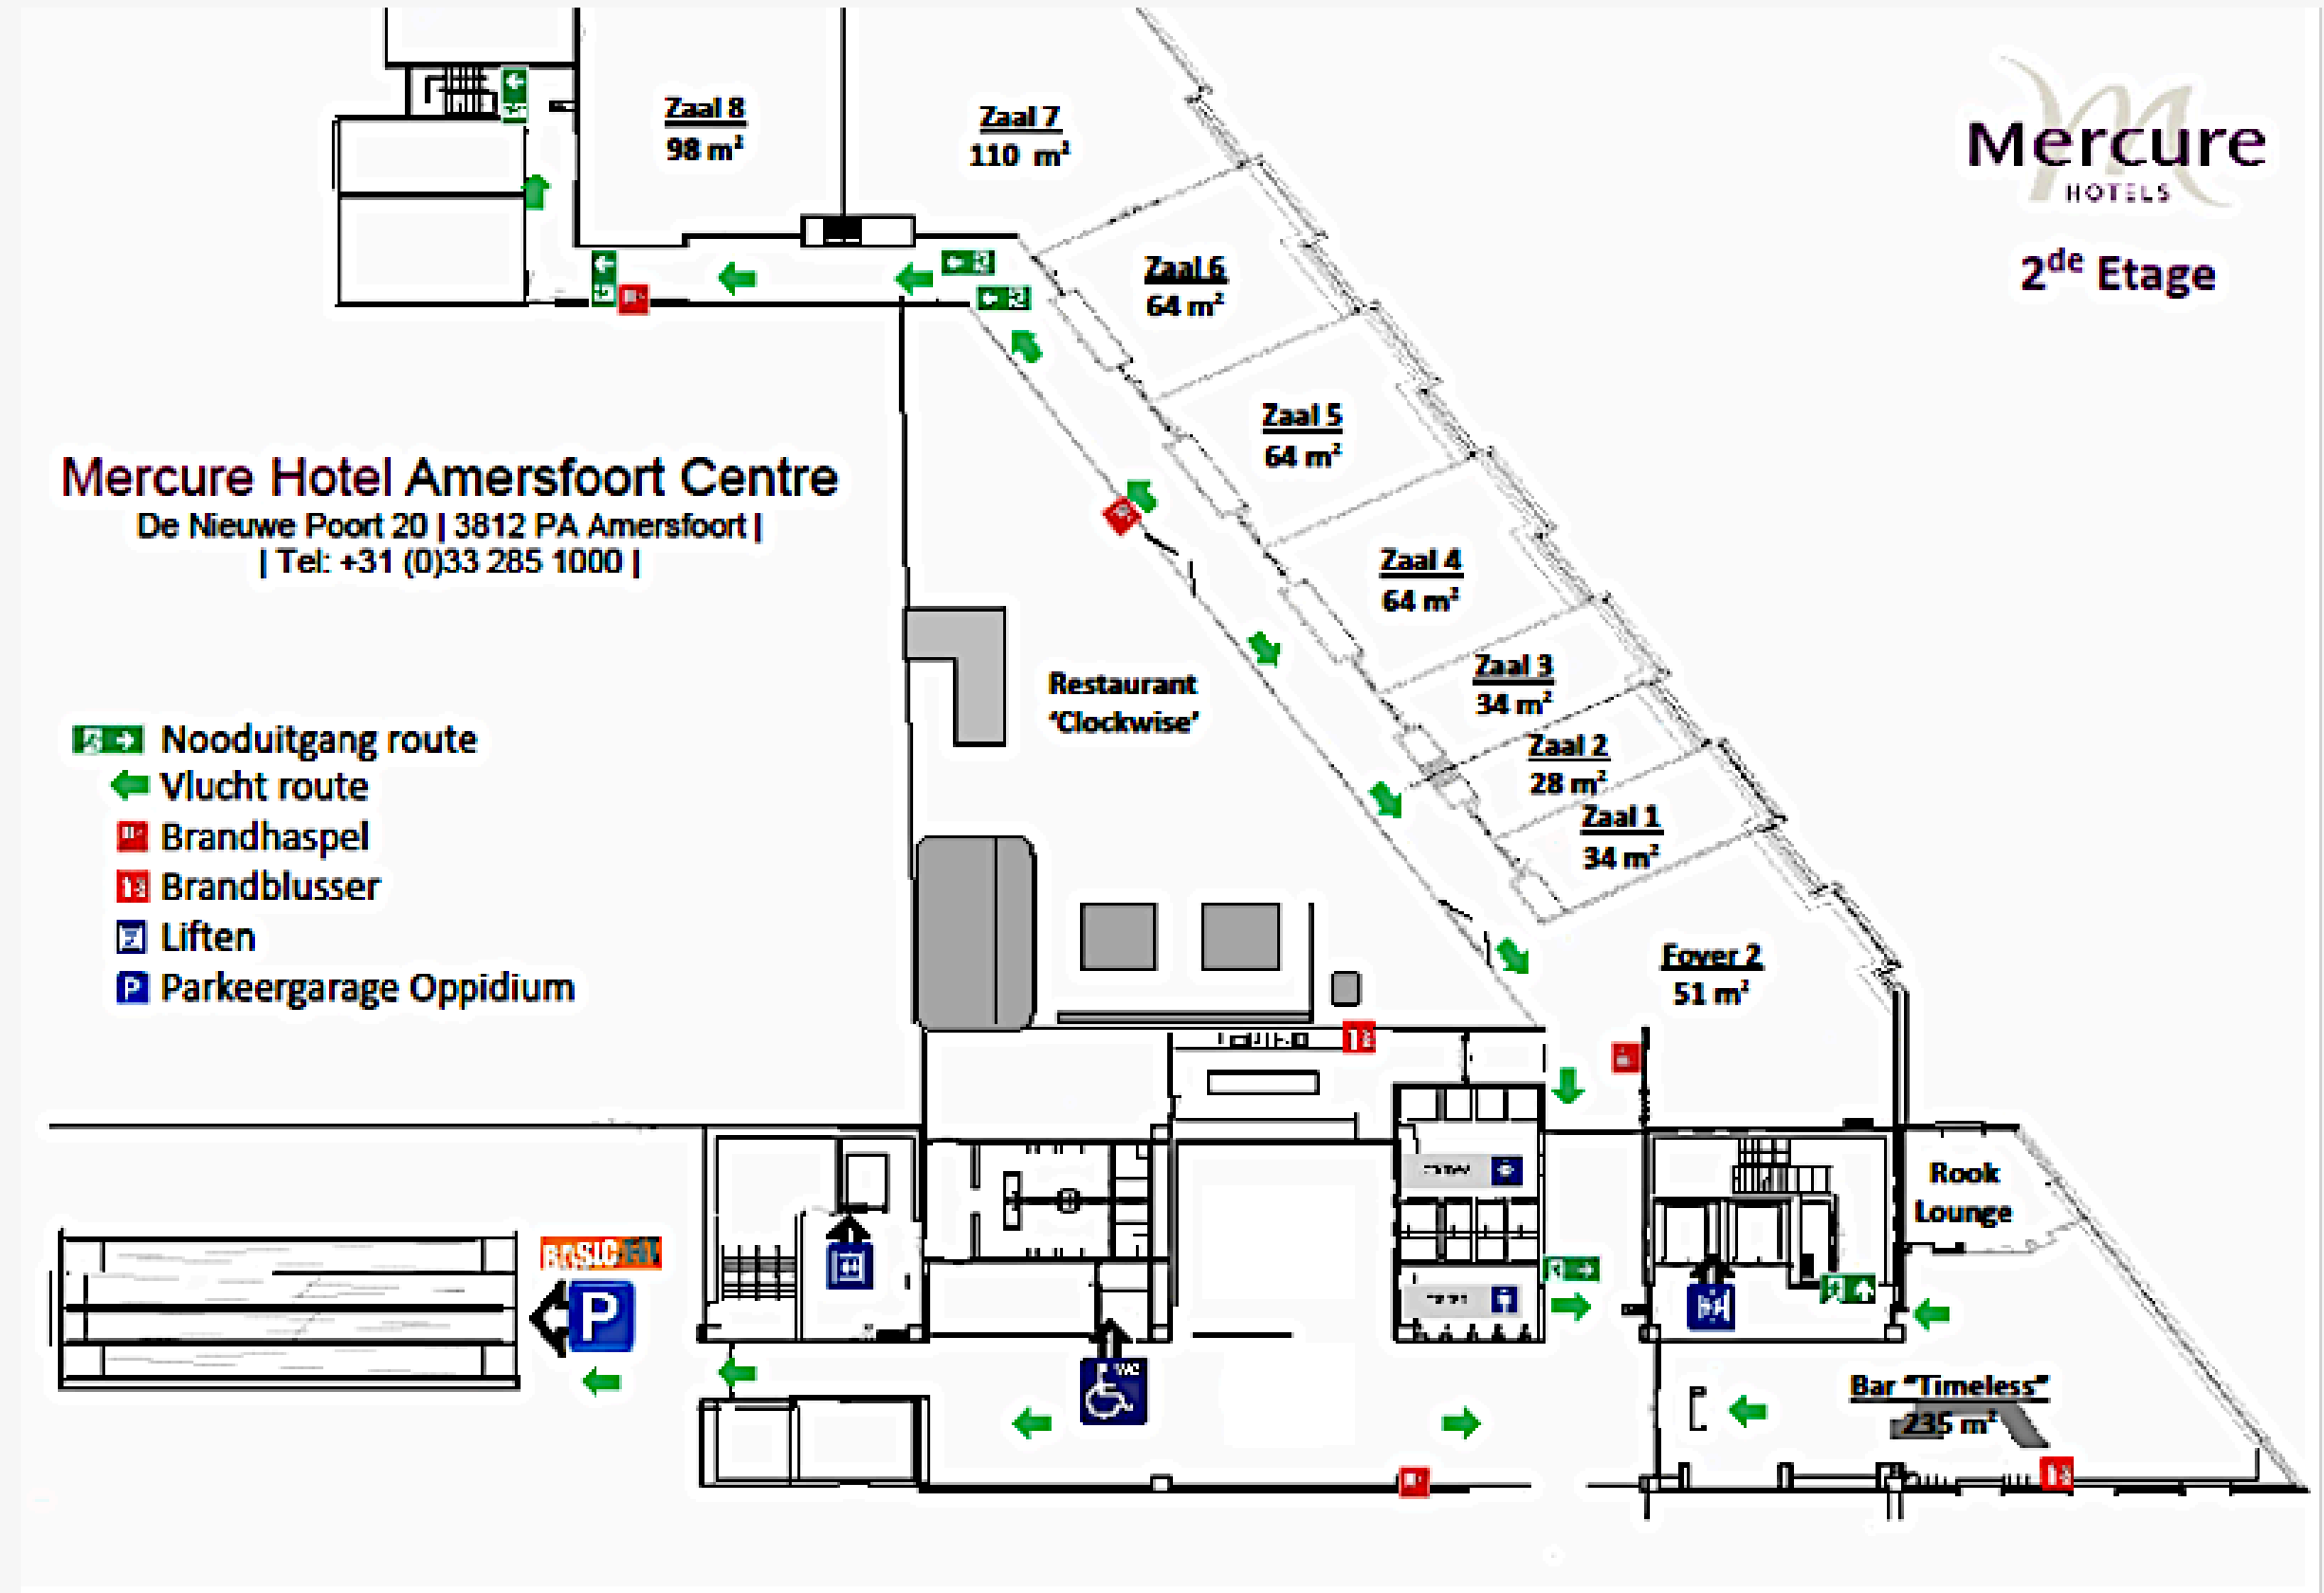 Zaal 8
98 m²
Zaal 7
110 m²
Mercure
HOTELS
2de Etage
Zaal 6
64 m²
Zaal 5
64 m²
Mercure Hotel Amersfoort Centre
De Nieuwe Poort 20 | 3812 PA Amersfoort |
| Tel: +31 (0)33 285 1000 |
Zaal 4
64 m²
Zaal 3
34 m²
Restaurant
‘Clockwise’
Zaal 2
28 m²
Zaal 1
34 m²
Nooduitgang route
Vlucht route
Brandhaspel
Brandblusser
Liften
P Parkeergarage Oppidium
Foyer 2
51 m²
Rook
Lounge
BASIC-FIT
P
WC
Bar “Timeless”
235 m²